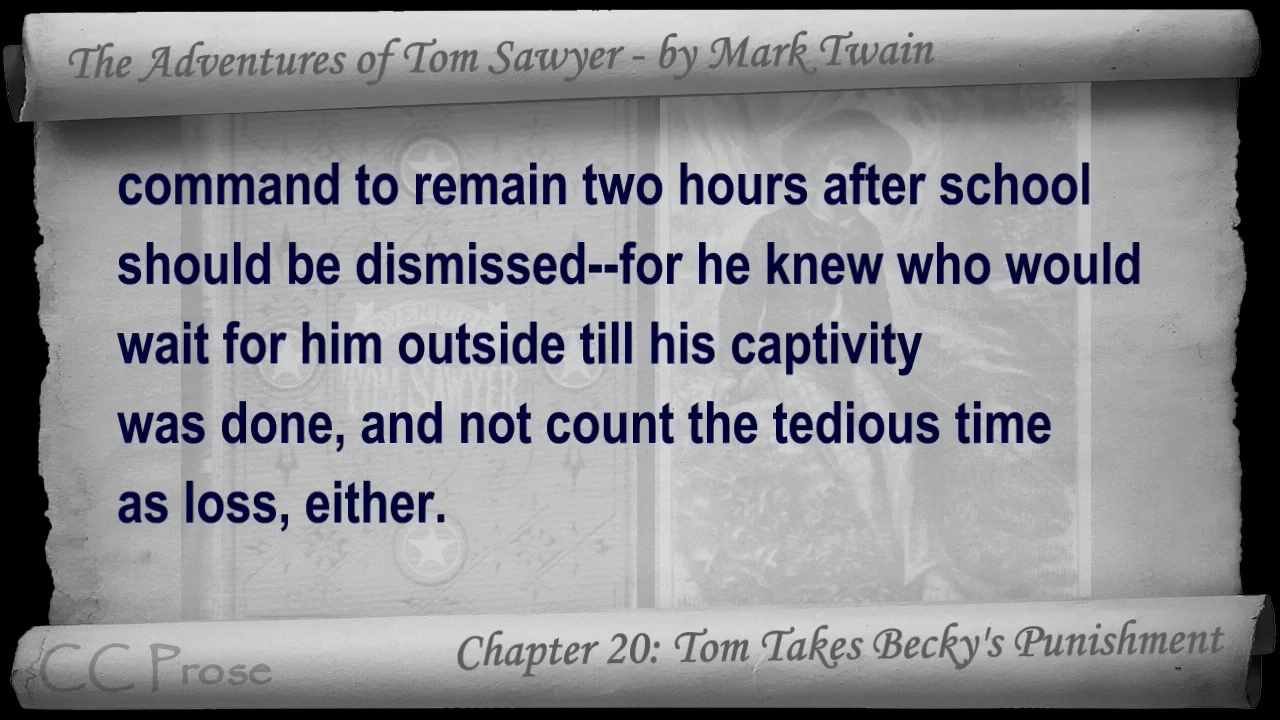 The Adventures of Tom Sawyer - by Mark Twain
command to remain two hours after school
should be dismissed--for he knew who would
wait for him outside till his captivity
was done, and not count the tedious time
as loss, either.
CC Prose
Chapter 20: Tom Takes Becky's Punishment